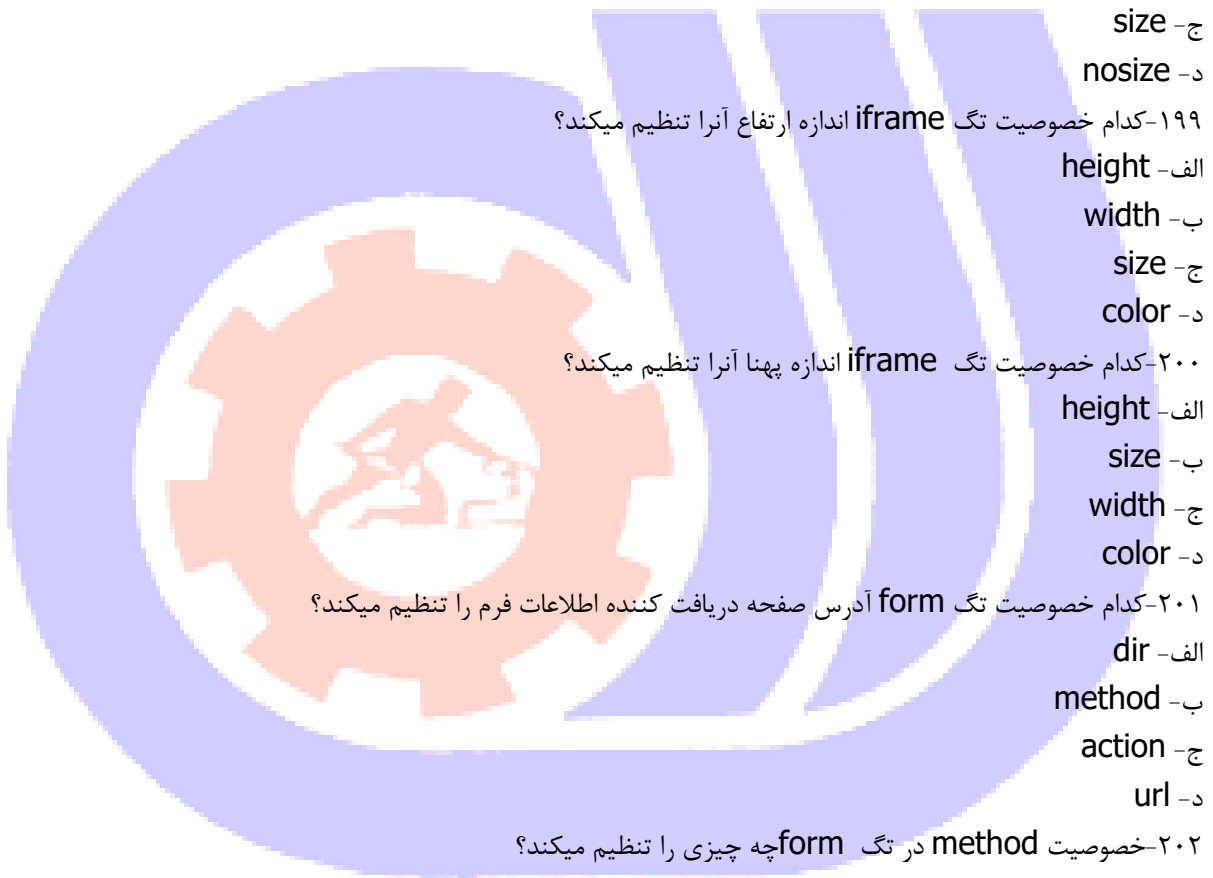 ج- size
د- nosize
۱۹۹-کدام خصوصیت تگ iframe اندازه ارتفاع آنرا تنظیم میکند؟
الف- height
ب- width
ج- size
د- color
۲۰۰-کدام خصوصیت تگ iframe اندازه پهنا آنرا تنظیم میکند؟
الف- height
ب- size
ج- width
د- color
۲۰۱-کدام خصوصیت تگ form آدرس صفحه دریافت کننده اطلاعات فرم را تنظیم میکند؟
الف- dir
ب- method
ج- action
د- url
۲۰۲-خصوصیت method در تگ formچه چیزی را تنظیم میکند؟